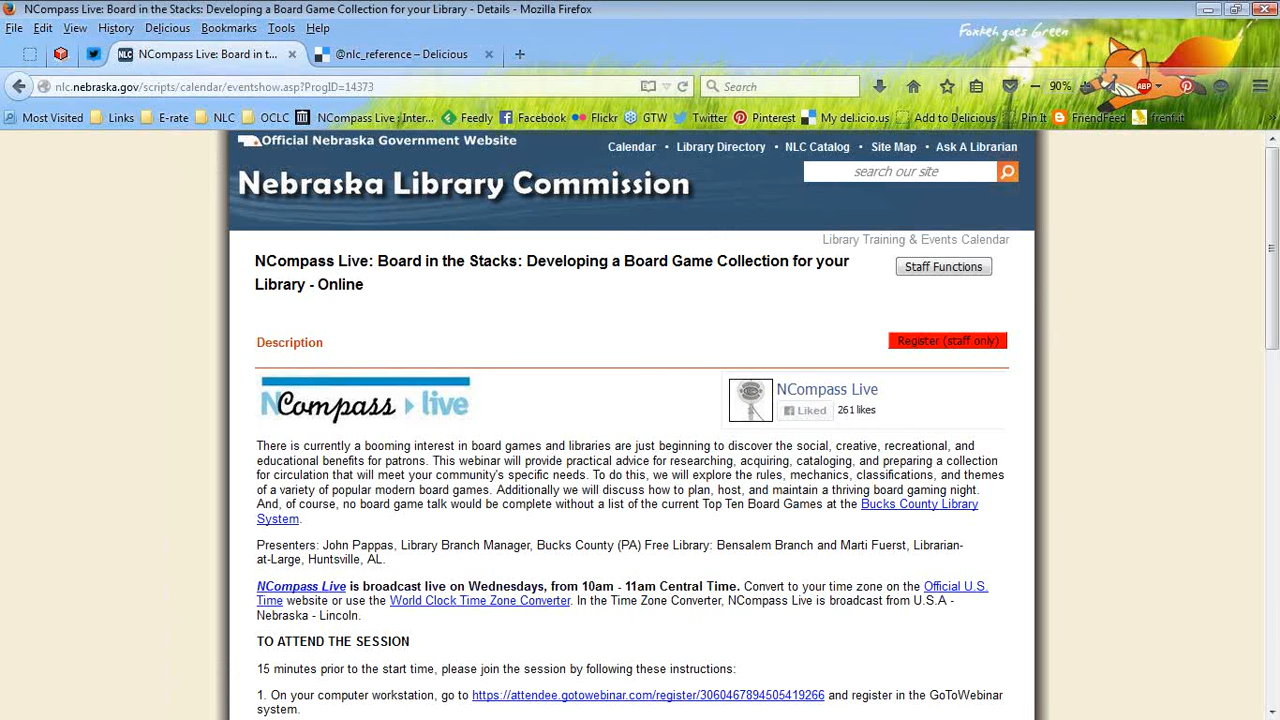 NCompass Live: Board in the Stacks: Developing a Board Game Collection for your Library - Details - Mozilla Firefox
File Edit View History Delicious Bookmarks Tools Help
Foxkeh goes Green
NLC NCompass Live: Board in t... × @nlc_reference – Delicious × +
nlc.nebraska.gov/scripts/calendar/eventshow.asp?ProgID=14373 Search 90% ABP
Most Visited Links E-rate NLC OCLC NCompass Live : Inter... Feedly Facebook Flickr GTW Twitter Pinterest My del.icio.us Add to Delicious Pin It FriendFeed frenf.it
Official Nebraska Government Website
Calendar • Library Directory • NLC Catalog • Site Map • Ask A Librarian
Nebraska Library Commission
search our site
Library Training & Events Calendar
NCompass Live: Board in the Stacks: Developing a Board Game Collection for your
Library - Online
Staff Functions
Description
Register (staff only)
NCompass live
NCompass Live
Liked 261 likes
There is currently a booming interest in board games and libraries are just beginning to discover the social, creative, recreational, and
educational benefits for patrons. This webinar will provide practical advice for researching, acquiring, cataloging, and preparing a collection
for circulation that will meet your community's specific needs. To do this, we will explore the rules, mechanics, classifications, and themes
of a variety of popular modern board games. Additionally we will discuss how to plan, host, and maintain a thriving board gaming night.
And, of course, no board game talk would be complete without a list of the current Top Ten Board Games at the Bucks County Library
System.
Presenters: John Pappas, Library Branch Manager, Bucks County (PA) Free Library: Bensalem Branch and Marti Fuerst, Librarian-
at-Large, Huntsville, AL.
NCompass Live is broadcast live on Wednesdays, from 10am - 11am Central Time. Convert to your time zone on the Official U.S.
Time website or use the World Clock Time Zone Converter. In the Time Zone Converter, NCompass Live is broadcast from U.S.A -
Nebraska - Lincoln.
TO ATTEND THE SESSION
15 minutes prior to the start time, please join the session by following these instructions:
1. On your computer workstation, go to https://attendee.gotowebinar.com/register/3060467894505419266 and register in the GoToWebinar
system.